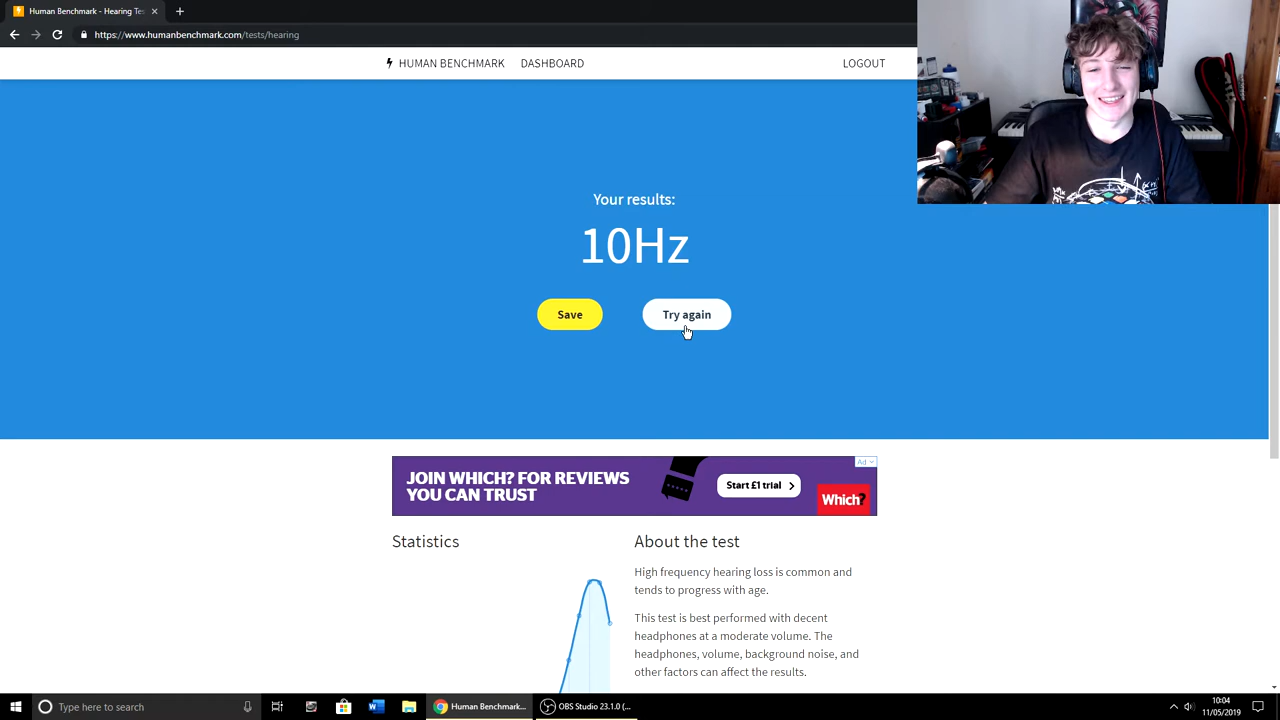 Human Benchmark - Hearing Tes
https://www.humanbenchmark.com/tests/hearing
HUMAN BENCHMARK
DASHBOARD
LOGOUT
Your results:
10Hz
Save
Try again
Ad
JOIN WHICH? FOR REVIEWS
YOU CAN TRUST
Start £1 trial
Which?
Statistics
About the test
High frequency hearing loss is common and
tends to progress with age.
This test is best performed with decent
headphones at a moderate volume. The
headphones, volume, background noise, and
other factors can affect the results.
Type here to search
Human Benchmark...
OBS Studio 23.1.0 (...
10:04
11/05/2019